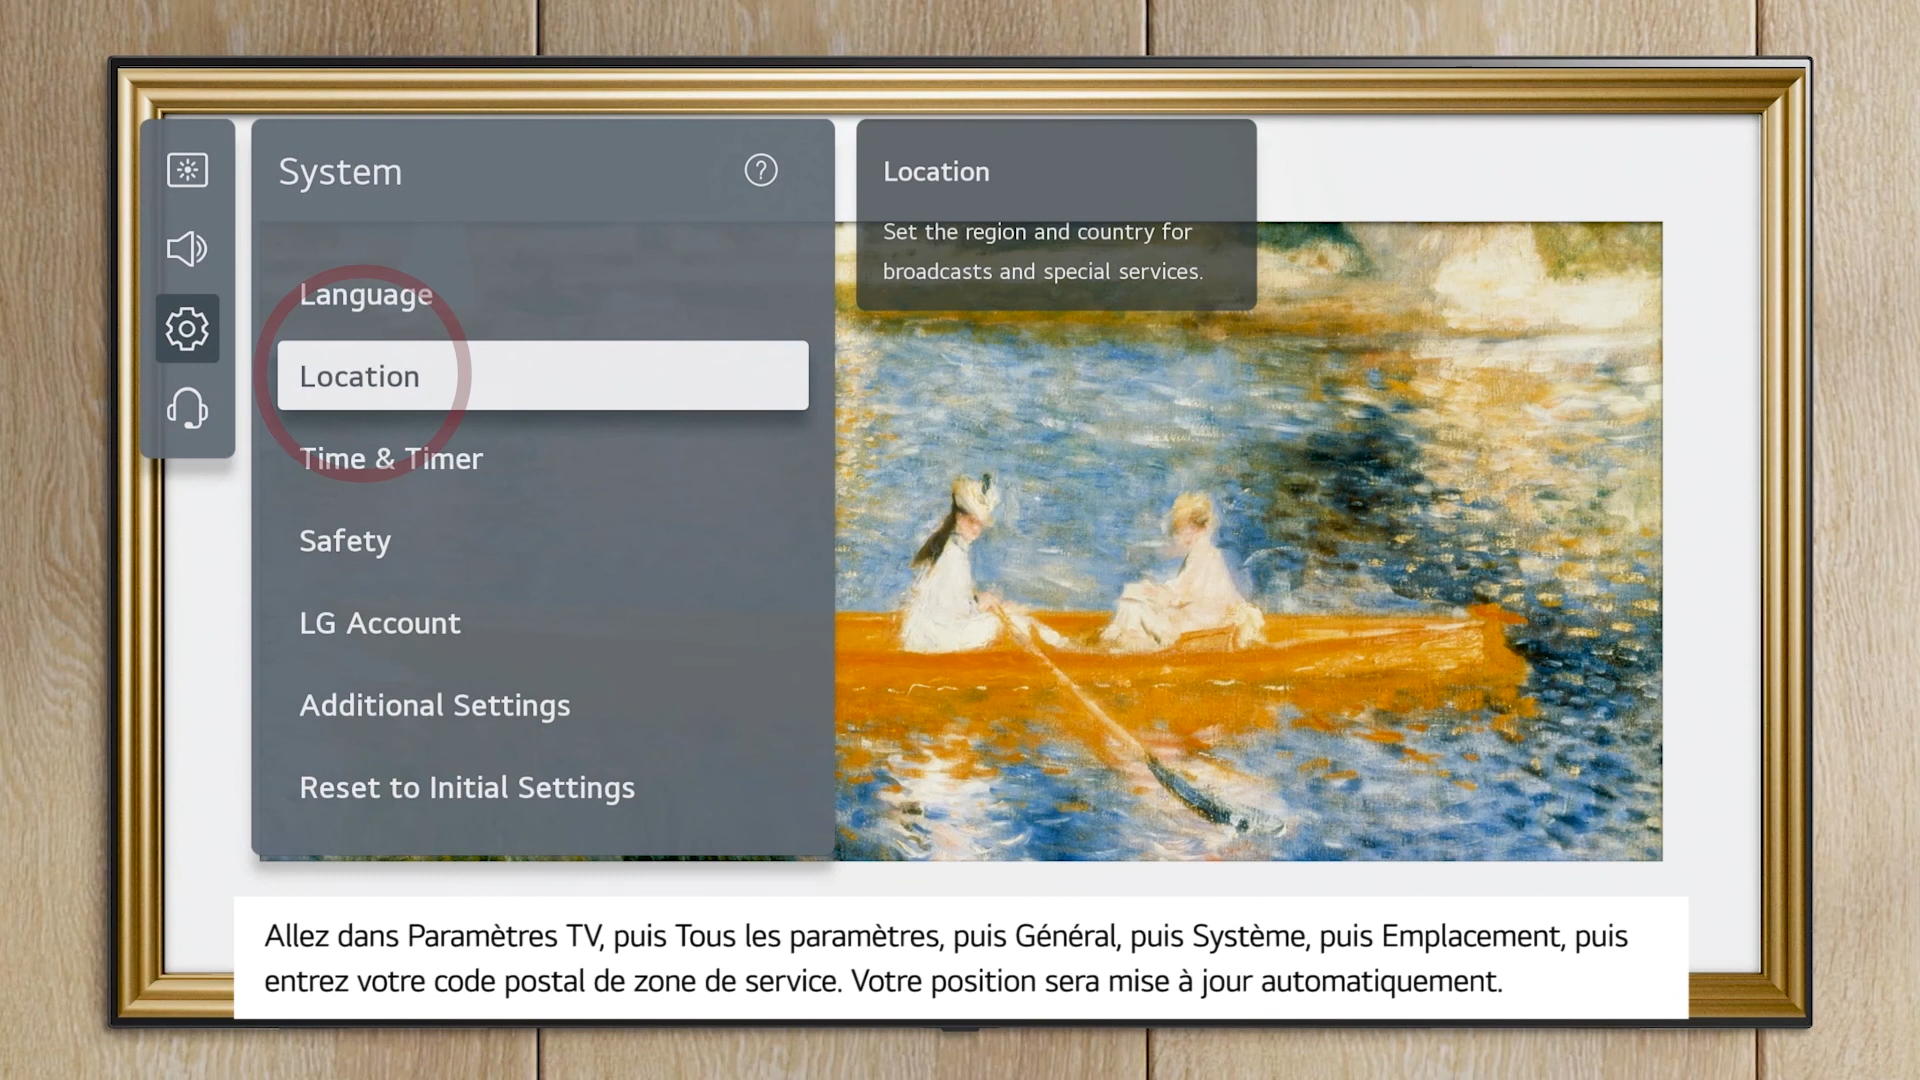 System
?
Language
Location
Time & Timer
Safety
LG Account
Additional Settings
Reset to Initial Settings
Location
Set the region and country for
broadcasts and special services.
Allez dans Paramètres TV, puis Tous les paramètres, puis Général, puis Système, puis Emplacement, puis
entrez votre code postal de zone de service. Votre position sera mise à jour automatiquement.